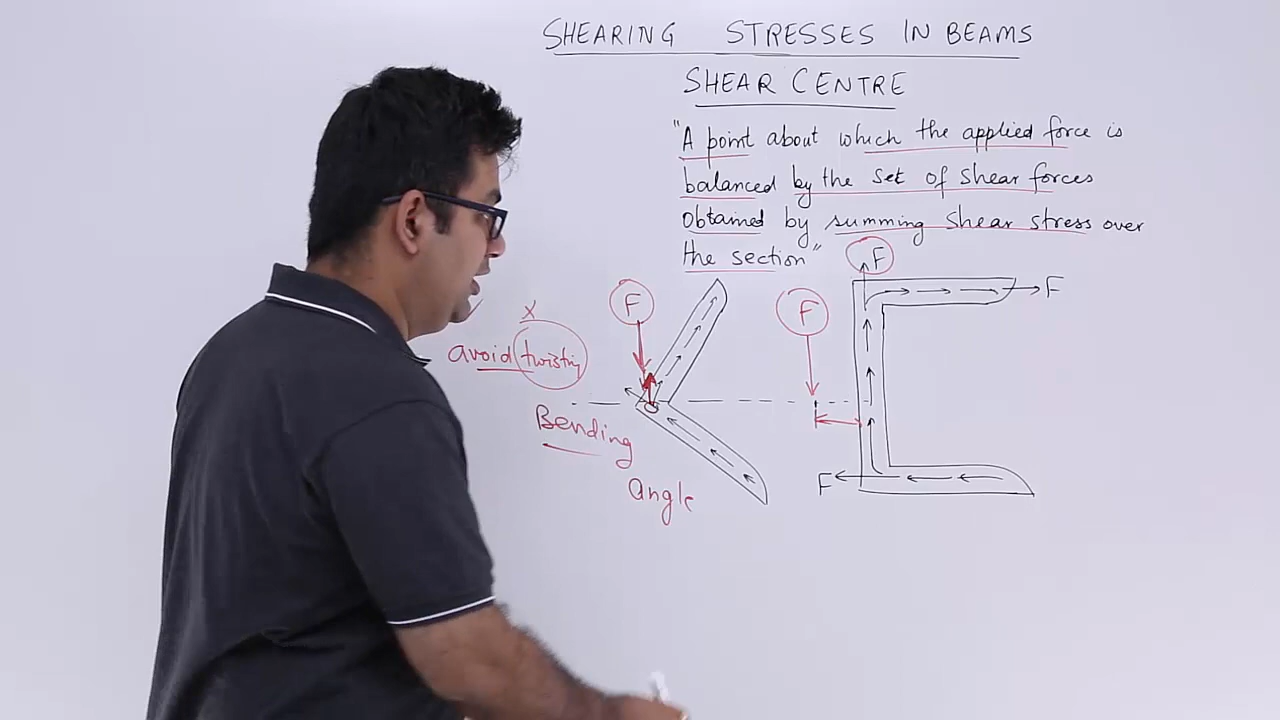 SHEARING STRESSES IN BEAMS
SHEAR CENTRE
"A point about which the applied force is
balanced by the set of shear forces
obtained by summing shear stress over
the section"
F
F
F
F
x
avoid twisting
Bending
F
Angle